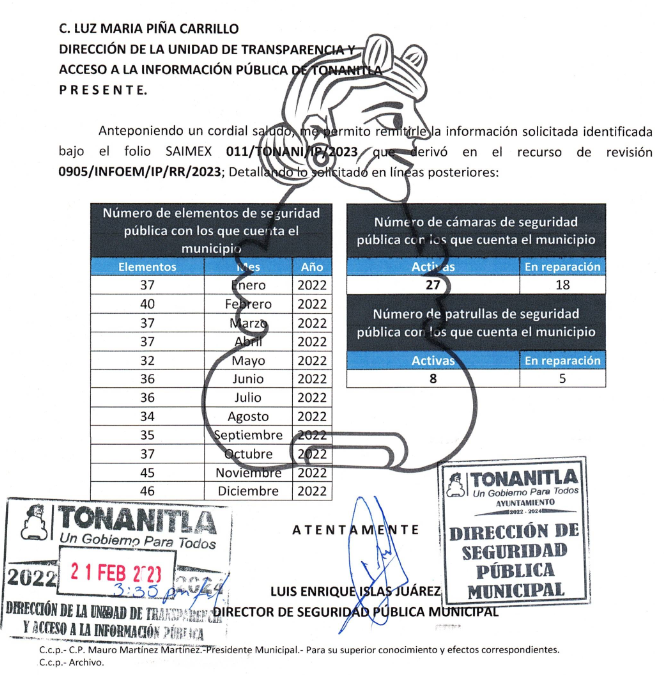 C. LUZ MARIA PIÑA CARRILLO
DIRECCIÓN DE LA UNIDAD DE TRANSPARENCIA Y
ACCESO A LA INFORMACIÓN PÚBLICA DE TONANITLA
P R E S E N T E.
Anteponiendo un cordial saludo, me permito remitirle la información solicitada identificada
bajo el folio SAIMEX 011/TONANI/IP/2023 que derivó en el recurso de revisión
0905/INFOEM/IP/RR/2023; Detallando lo solicitado en líneas posteriores:
Número de elementos de seguridad
pública con los que cuenta el
municipio
Elementos Mes Año
37 Enero 2022
40 Febrero 2022
37 Marzo 2022
37 Abril 2022
32 Mayo 2022
36 Junio 2022
36 Julio 2022
34 Agosto 2022
35 Septiembre 2022
37 Octubre 2022
45 Noviembre 2022
46 Diciembre 2022
Número de cámaras de seguridad
pública con los que cuenta el municipio
Activas En reparación
27 18
Número de patrullas de seguridad
pública con los que cuenta el municipio
Activas En reparación
8 5
TONANITLA
Un Gobierno Para Todos
2022 21 FEB 2023 2024
3:35 pm
DIRECCIÓN DE LA UNIDAD DE TRANSPARENCIA
Y ACCESO A LA INFORMACIÓN PÚBLICA
A T E N T A M E N T E
LUIS ENRIQUE ISLAS JUÁREZ
DIRECTOR DE SEGURIDAD PÚBLICA MUNICIPAL
TONANITLA
Un Gobierno Para Todos
AYUNTAMIENTO
2022 - 2024
DIRECCIÓN DE
SEGURIDAD
PÚBLICA
MUNICIPAL
C.c.p.- C.P. Mauro Martínez Martínez.-Presidente Municipal.- Para su superior conocimiento y efectos correspondientes.
C.c.p.- Archivo.